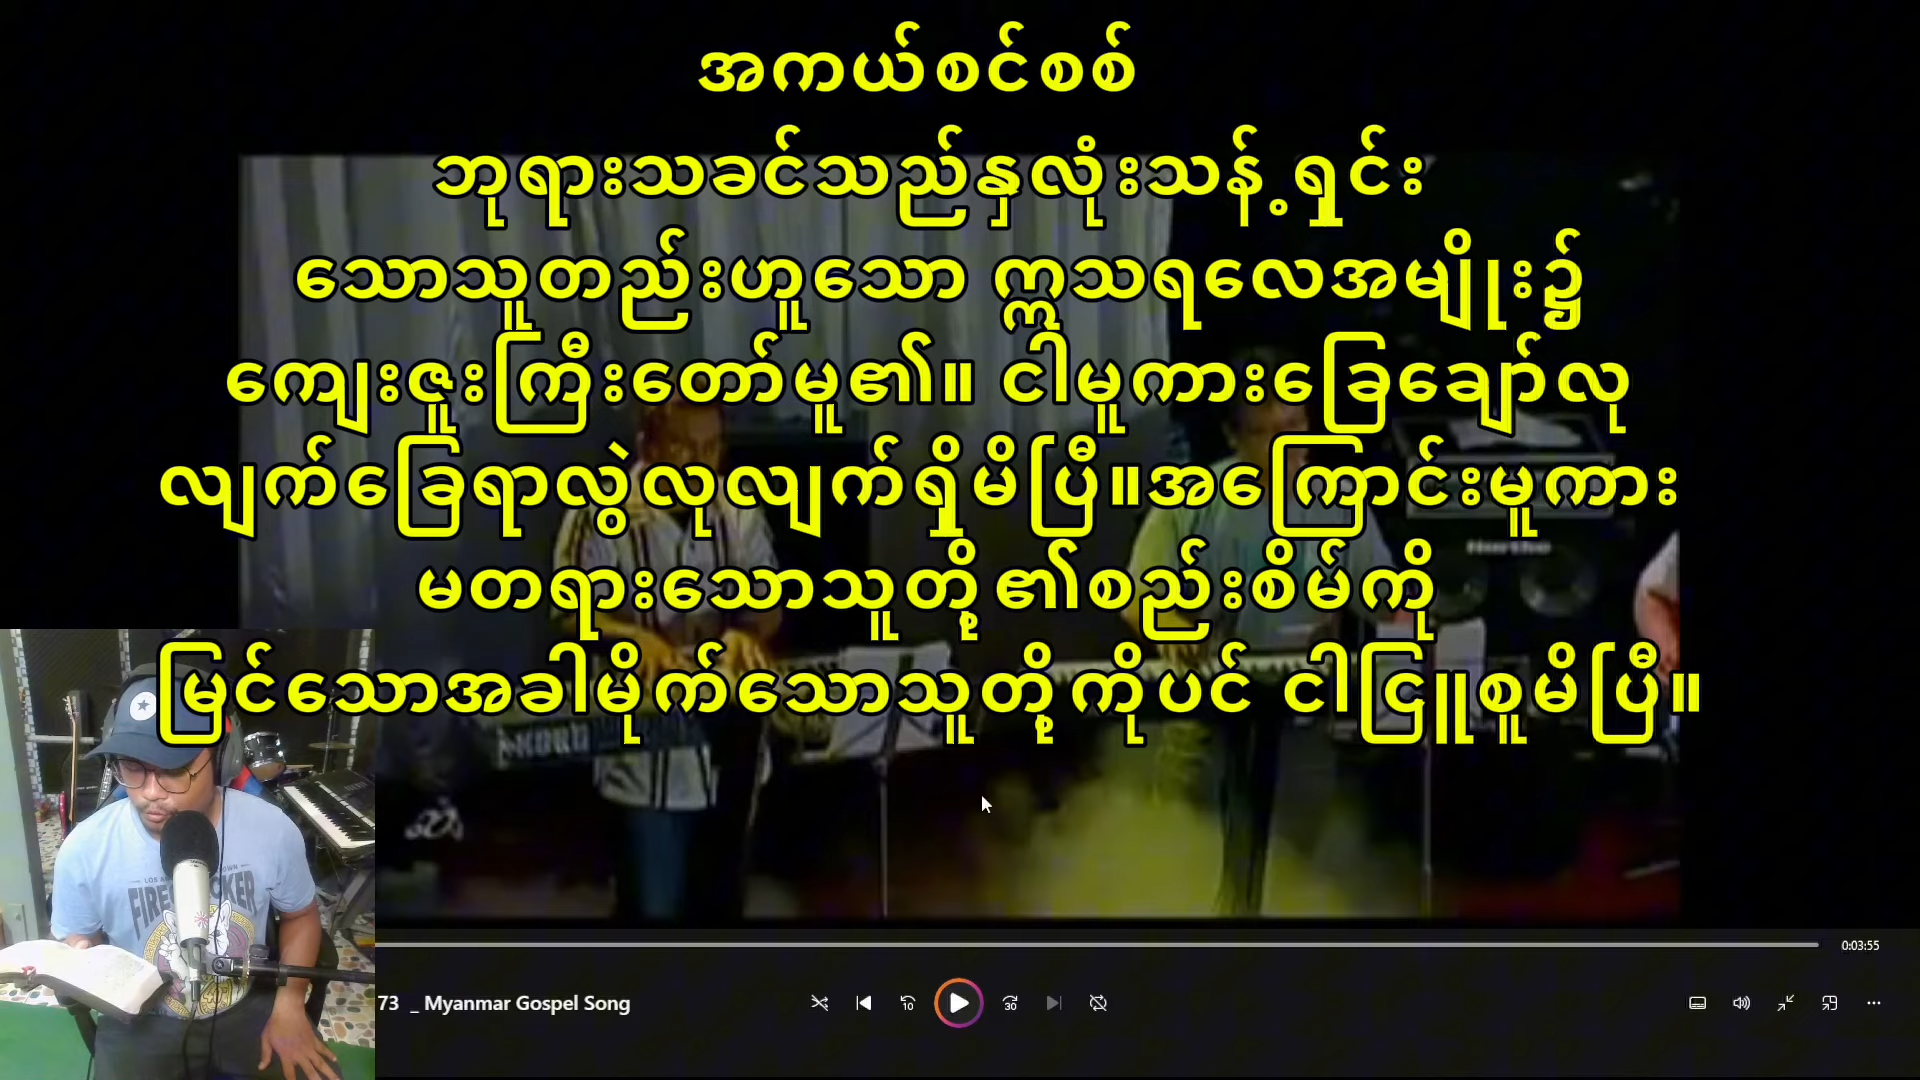 အကယ်စင်စစ်
ဘုရားသခင်သည်နှလုံးသန့်ရှင်း
သောသူတည်းဟူသော ဣသရလေအမျိုး၌
ကျေးဇူးကြီးတော်မူ၏။ ငါမူကားခြေချော်လု
လျက်ခြေရာလွဲလုလျက်ရှိမိပြီ။အကြောင်းမူကား
မတရားသောသူတို့၏စည်းစိမ်ကို
မြင်သောအခါမိုက်သောသူတို့ကိုပင် ငါငြူစူမိပြီ။
KORG
0:03:55
73 _ Myanmar Gospel Song
10
30